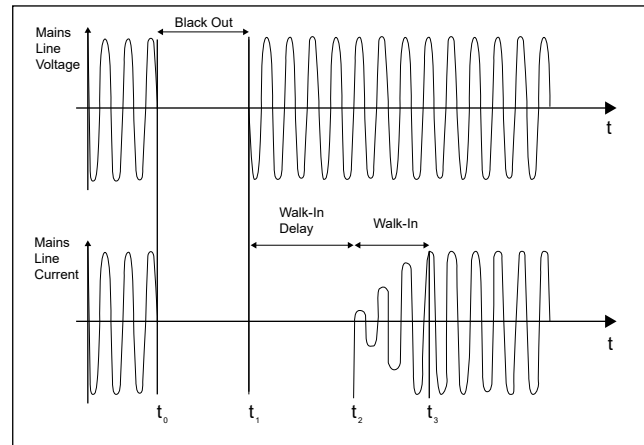 Black Out
Mains
Line
Voltage
t
Walk-In
Delay
Walk-In
Mains
Line
Current
t
t₀
t₁
t₂
t₃